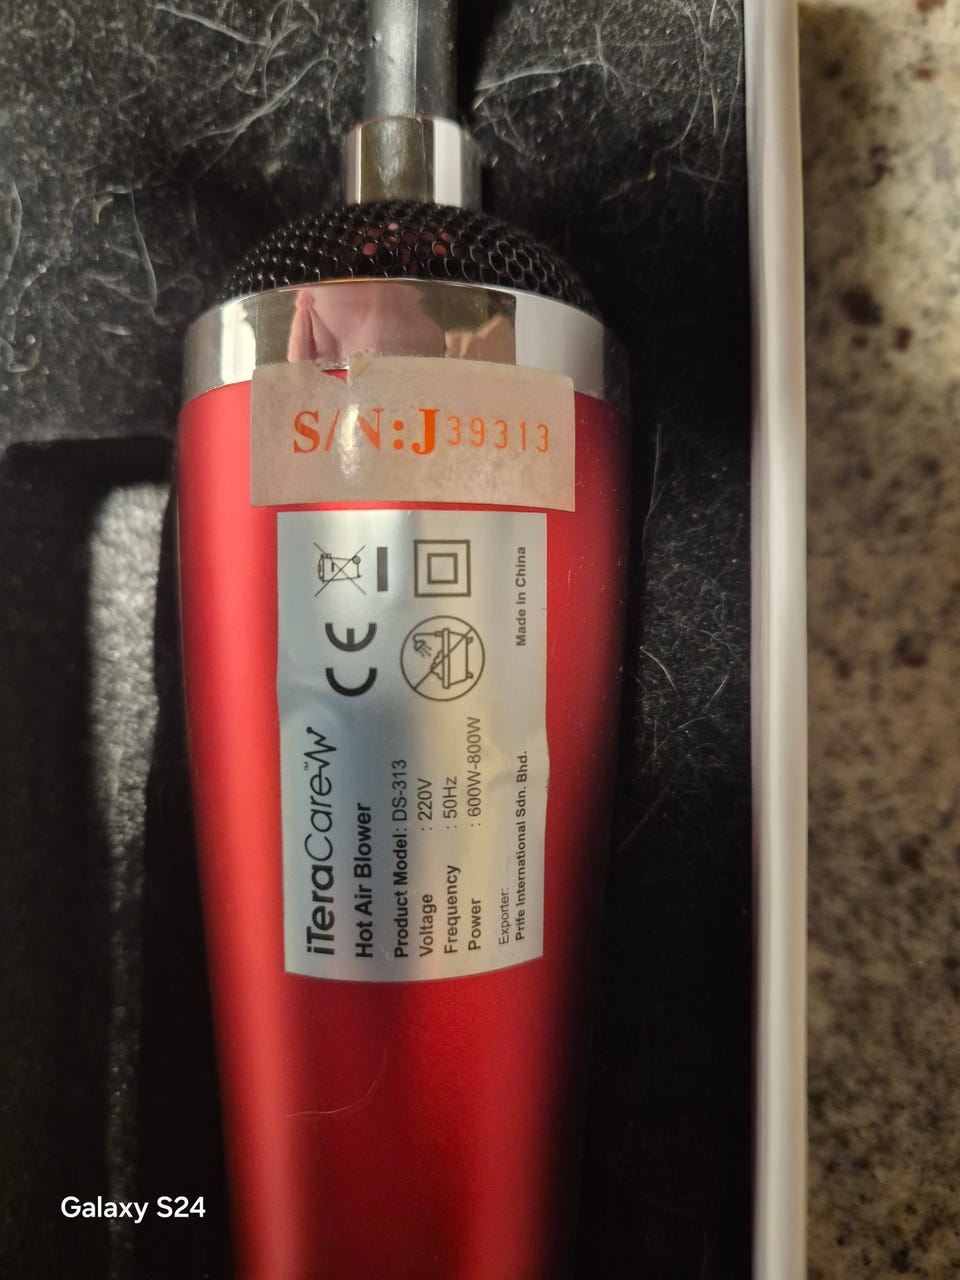 S/N:J39313
iTeraCare™
Hot Air Blower
Product Model: DS-313
Voltage : 220V
Frequency : 50Hz
Power : 600W-800W
Exporter:
Prife International Sdn. Bhd.
Made in China
CE
Galaxy S24